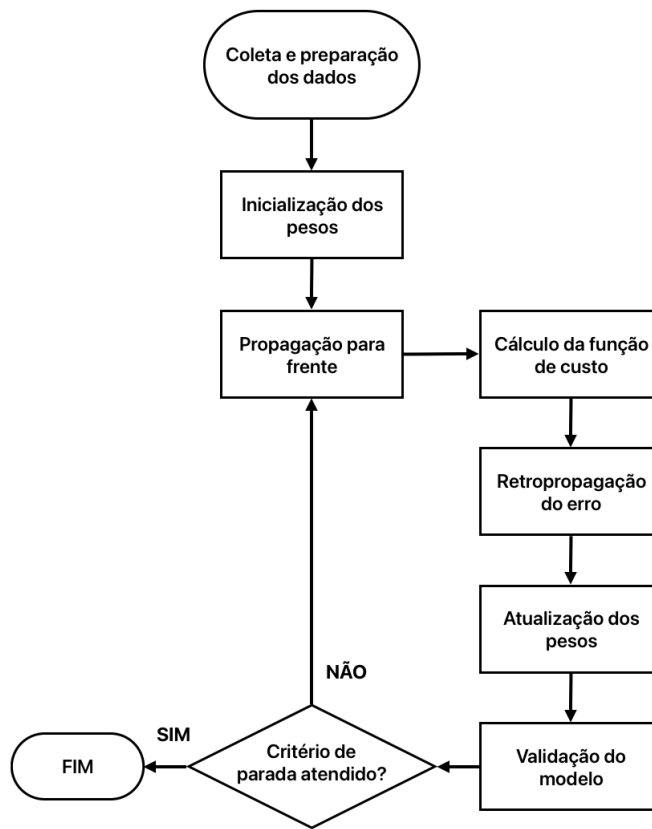 Coleta e preparação
dos dados
Inicialização dos
pesos
Propagação para
frente
Cálculo da função
de custo
Retropropagação
do erro
Atualização dos
pesos
Validação do
modelo
Critério de
parada atendido?
NÃO
SIM
FIM